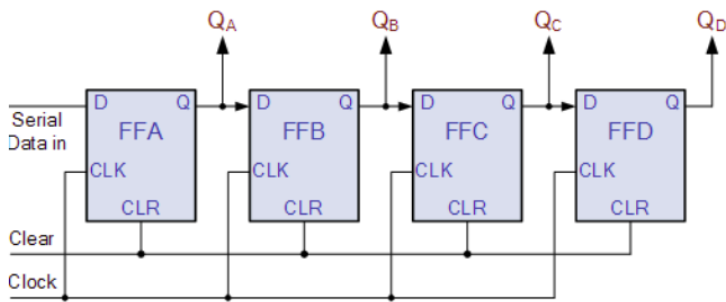 QA QB QC QD
D Q D Q D Q D Q
Serial
Data in
FFA FFB FFC FFD
CLK CLK CLK CLK
CLR CLR CLR CLR
Clear
Clock